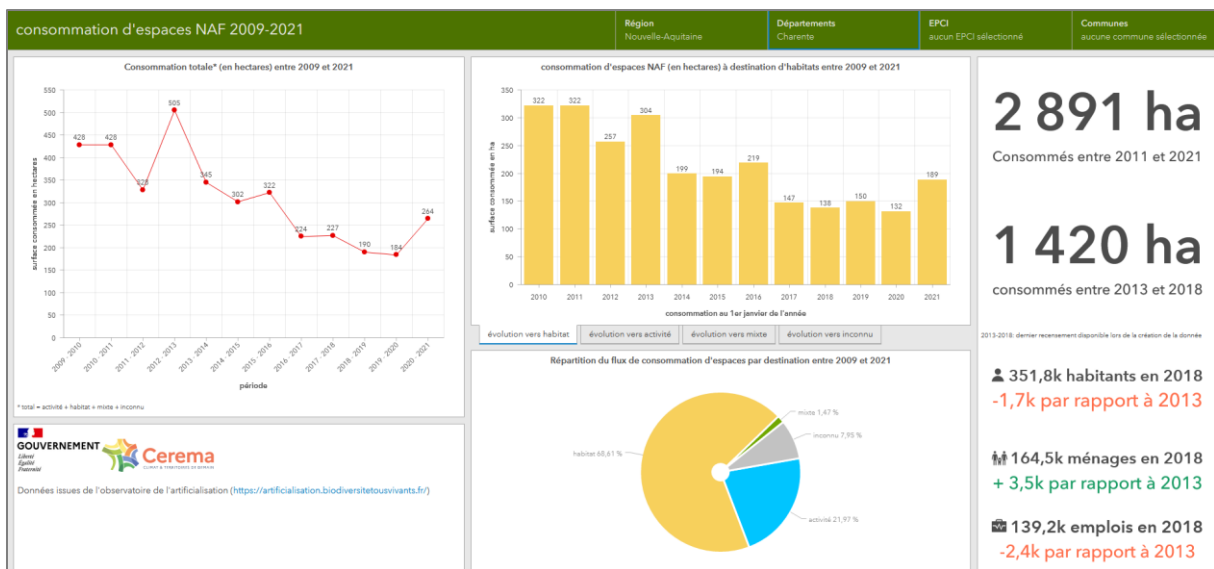 consommation d'espaces NAF 2009-2021
Région
Nouvelle-Aquitaine
Départements
Charente
EPCI
aucun EPCI sélectionné
Communes
aucune commune sélectionnée
Consommation totale* (en hectares) entre 2009 et 2021
surface consommée en hectares
550
500
450
400
350
300
250
200
150
100
50
0
428
428
328
505
345
302
322
224
227
190
184
264
2009 - 2010
2010 - 2011
2011 - 2012
2012 - 2013
2013 - 2014
2014 - 2015
2015 - 2016
2016 - 2017
2017 - 2018
2018 - 2019
2019 - 2020
2020 - 2021
période
* total = activité + habitat + mixte + inconnu
GOUVERNEMENT
Liberté
Égalité
Fraternité
Cerema
CLIMAT & TERRITOIRES DE DEMAIN
Données issues de l'observatoire de l'artificialisation (https://artificialisation.biodiversitetousvivants.fr/)
consommation d'espaces NAF (en hectares) à destination d'habitats entre 2009 et 2021
surface consommée en ha
350
300
250
200
150
100
50
0
322
322
257
304
199
194
219
147
138
150
132
189
2010
2011
2012
2013
2014
2015
2016
2017
2018
2019
2020
2021
consommation au 1er janvier de l'année
évolution vers habitat
évolution vers activité
évolution vers mixte
évolution vers inconnu
Répartition du flux de consommation d'espaces par destination entre 2009 et 2021
mixte 1,47 %
inconnu 7,95 %
habitat 68,61 %
activité 21,97 %
2 891 ha
Consommés entre 2011 et 2021
1 420 ha
consommés entre 2013 et 2018
2013-2018: dernier recensement disponible lors de la création de la donnée
351,8k habitants en 2018
-1,7k par rapport à 2013
164,5k ménages en 2018
+ 3,5k par rapport à 2013
139,2k emplois en 2018
-2,4k par rapport à 2013